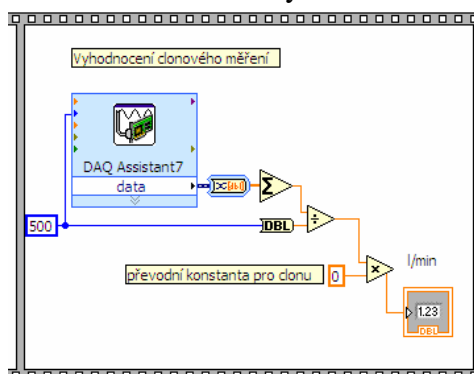 Vyhodnocení clonového měření
DAQ Assistant7
data
500
DBL
převodní konstanta pro clonu
0
l/min
1.23
DBL